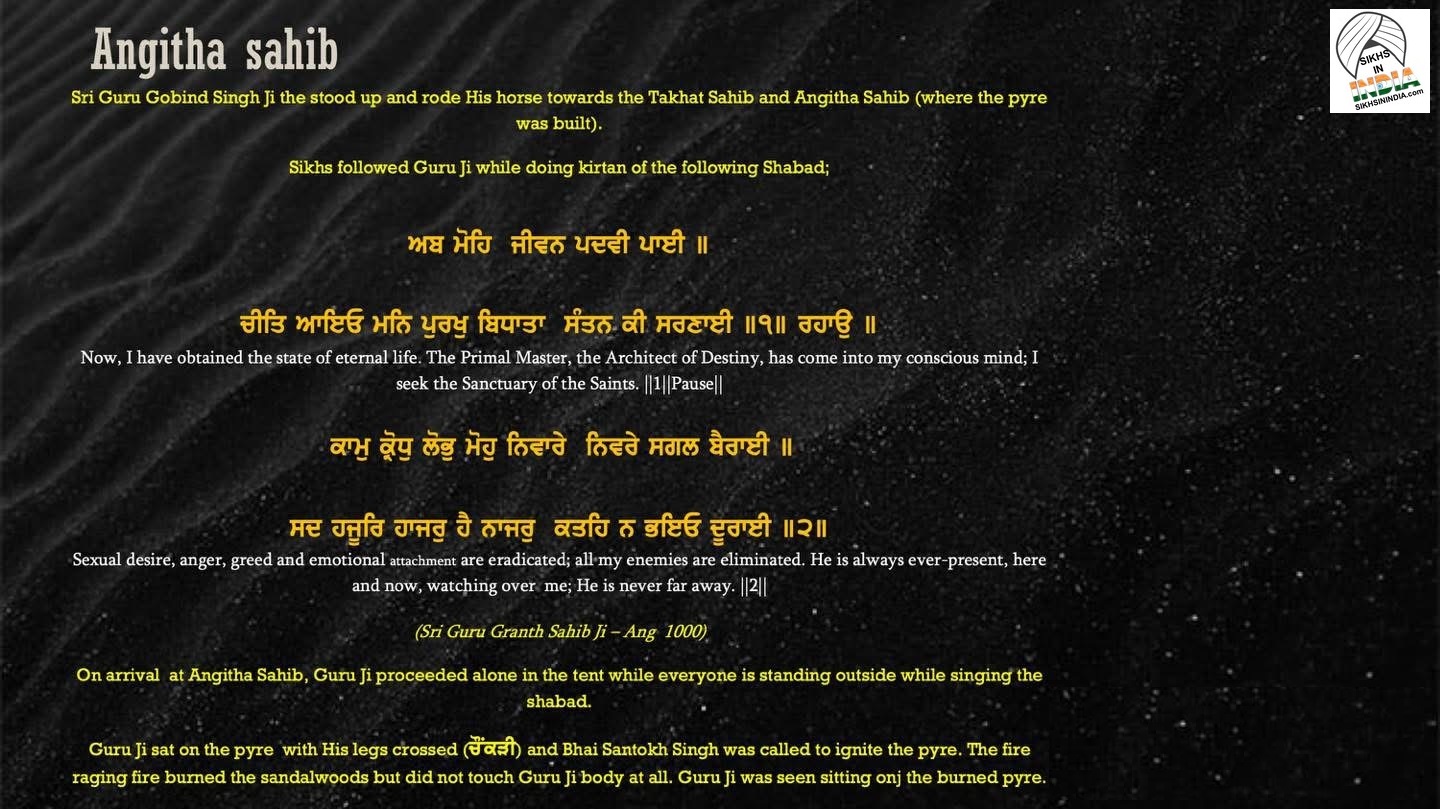 Angitha sahib
SIKHS
IN
INDIA
SIKHSININDIA.com
Sri Guru Gobind Singh Ji the stood up and rode His horse towards the Takhat Sahib and Angitha Sahib (where the pyre
was built).
Sikhs followed Guru Ji while doing kirtan of the following Shabad;
ਅਬ ਮੋਹਿ ਜੀਵਨ ਪਦਵੀ ਪਾਈ ॥
ਚੀਤਿ ਆਇਓ ਮਨਿ ਪੁਰਖੁ ਬਿਧਾਤਾ ਸੰਤਨ ਕੀ ਸਰਣਾਈ ॥੧॥ ਰਹਾਉ ॥
Now, I have obtained the state of eternal life. The Primal Master, the Architect of Destiny, has come into my conscious mind; I
seek the Sanctuary of the Saints. ||1||Pause||
ਕਾਮੁ ਕ੍ਰੋਧੁ ਲੋਭੁ ਮੋਹੁ ਨਿਵਾਰੇ ਨਿਵਰੇ ਸਗਲ ਬੈਰਾਈ ॥
ਸਦ ਹਜੂਰਿ ਹਾਜਰੁ ਹੈ ਨਾਜਰੁ ਕਤਹਿ ਨ ਭਇਓ ਦੂਰਾਈ ॥੨॥
Sexual desire, anger, greed and emotional attachment are eradicated; all my enemies are eliminated. He is always ever-present, here
and now, watching over me; He is never far away. ||2||
(Sri Guru Granth Sahib Ji – Ang 1000)
On arrival at Angitha Sahib, Guru Ji proceeded alone in the tent while everyone is standing outside while singing the
shabad.
Guru Ji sat on the pyre with His legs crossed (ਚੌਂਕੜੀ) and Bhai Santokh Singh was called to ignite the pyre. The fire
raging fire burned the sandalwoods but did not touch Guru Ji body at all. Guru Ji was seen sitting onj the burned pyre.